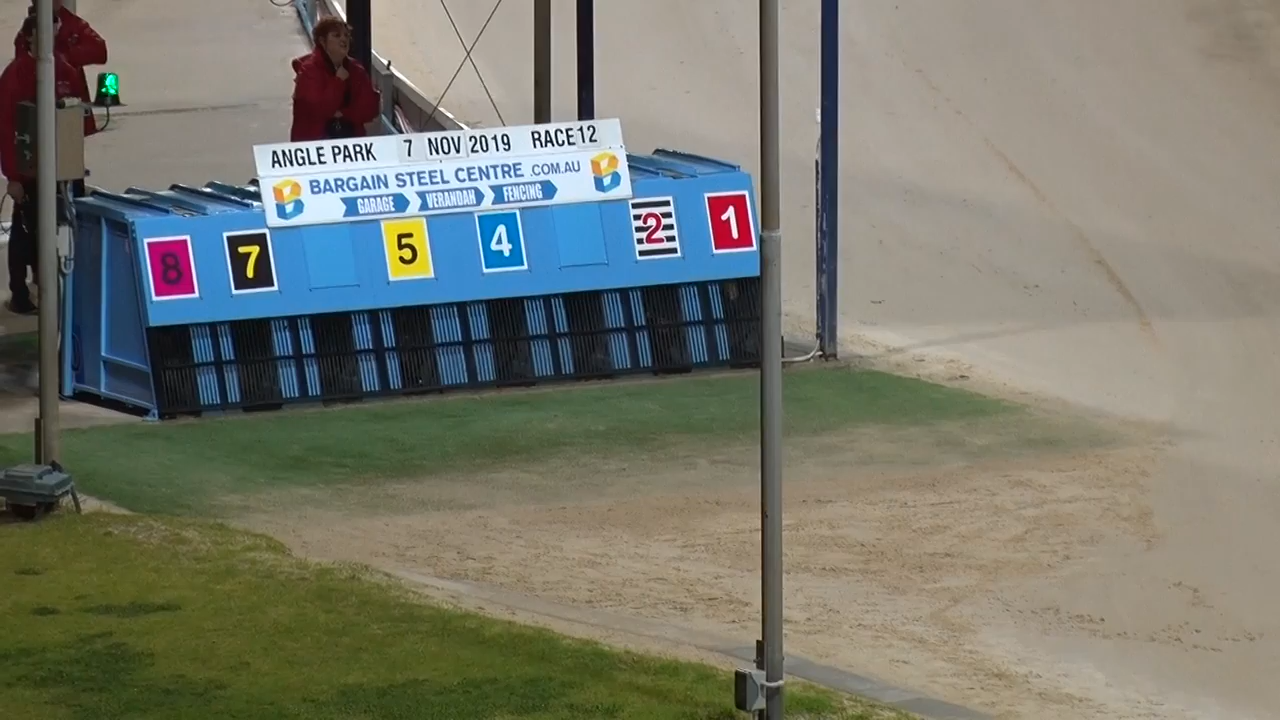 ANGLE PARK 7 NOV 2019 RACE 12
BARGAIN STEEL CENTRE .COM.AU
GARAGE VERANDAH FENCING
8 7 5 4 2 1